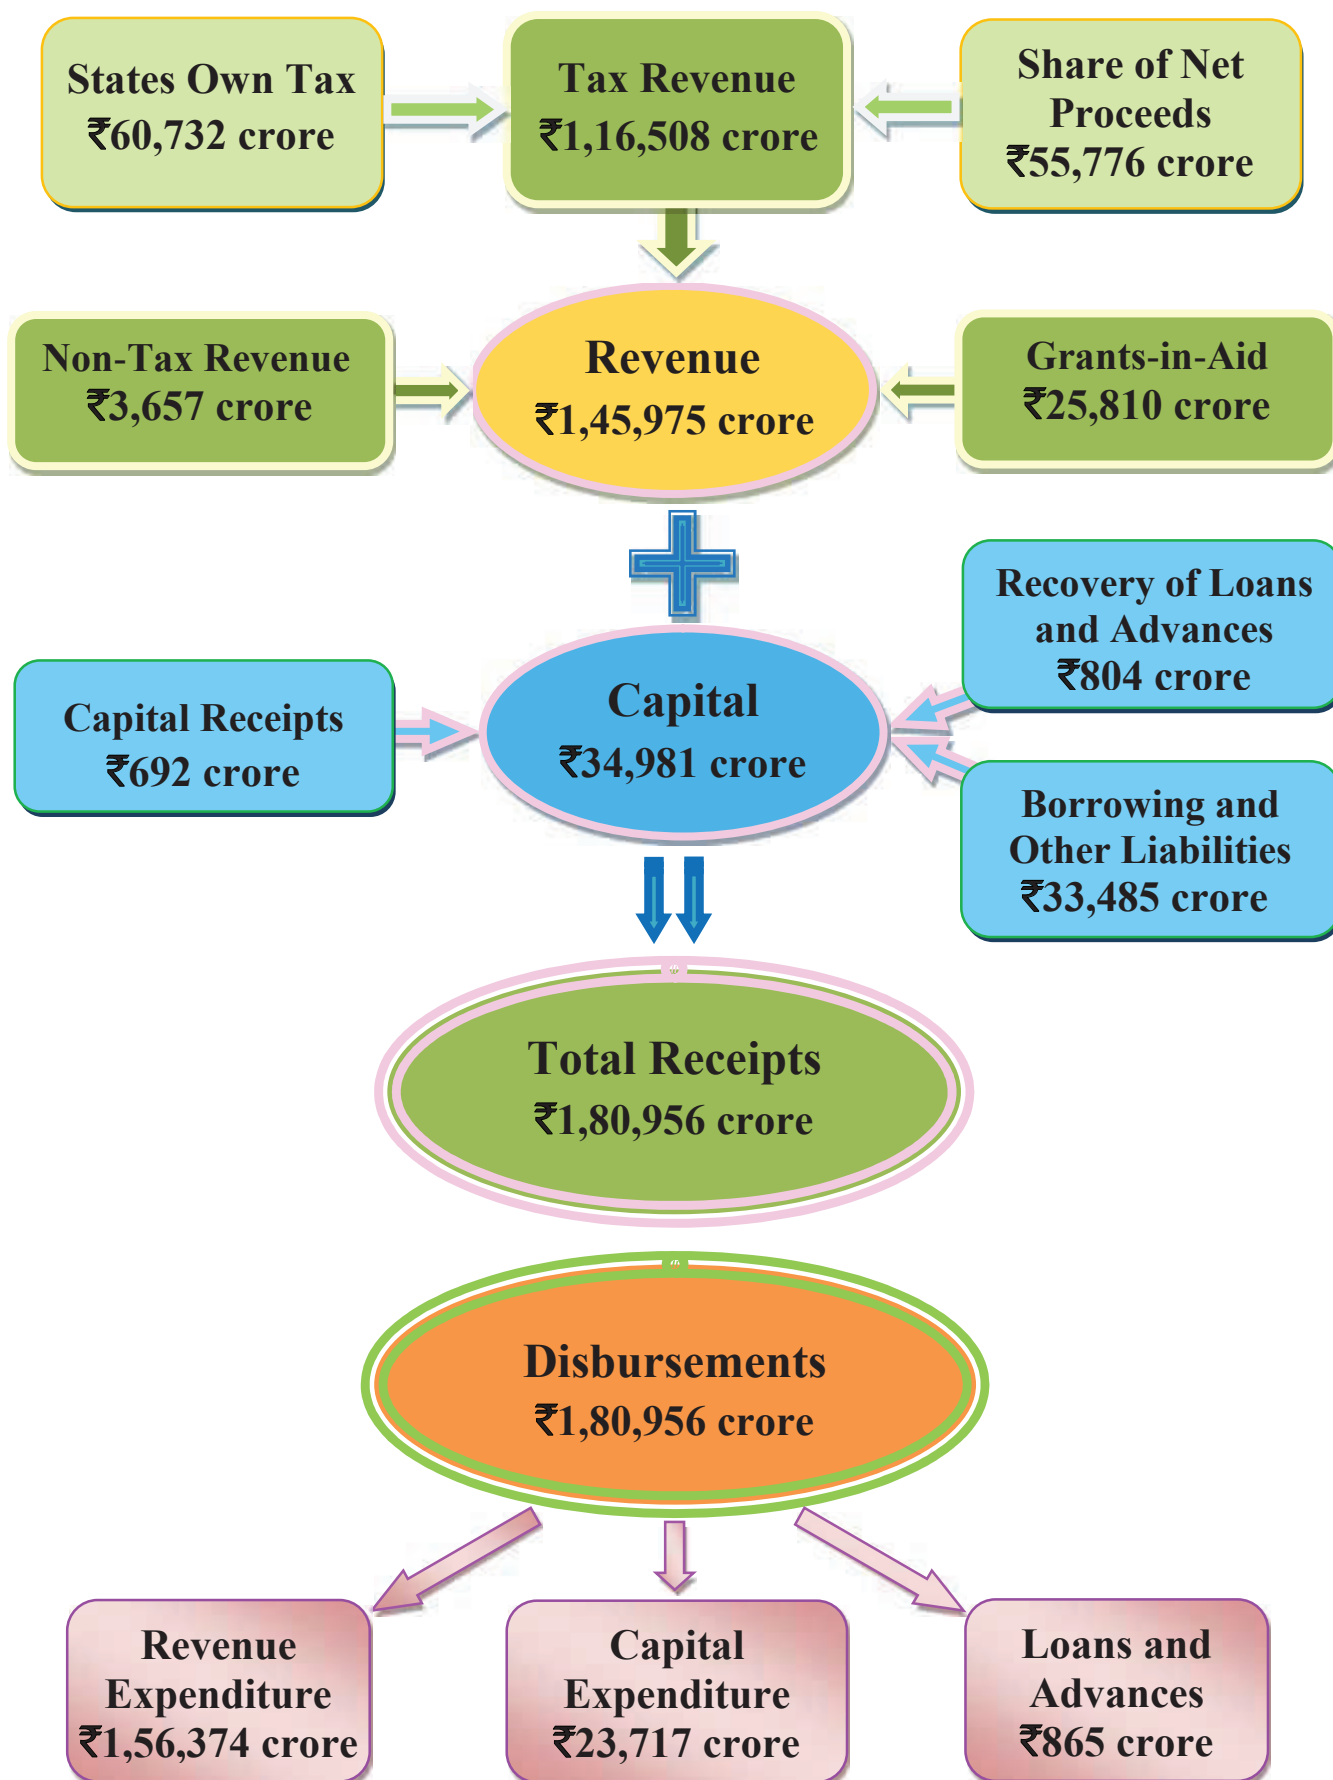 States Own Tax
₹60,732 crore
Tax Revenue
₹1,16,508 crore
Share of Net
Proceeds
₹55,776 crore
Non-Tax Revenue
₹3,657 crore
Revenue
₹1,45,975 crore
Grants-in-Aid
₹25,810 crore
Capital Receipts
₹692 crore
Capital
₹34,981 crore
Recovery of Loans
and Advances
₹804 crore
Borrowing and
Other Liabilities
₹33,485 crore
Total Receipts
₹1,80,956 crore
Disbursements
₹1,80,956 crore
Revenue
Expenditure
₹1,56,374 crore
Capital
Expenditure
₹23,717 crore
Loans and
Advances
₹865 crore